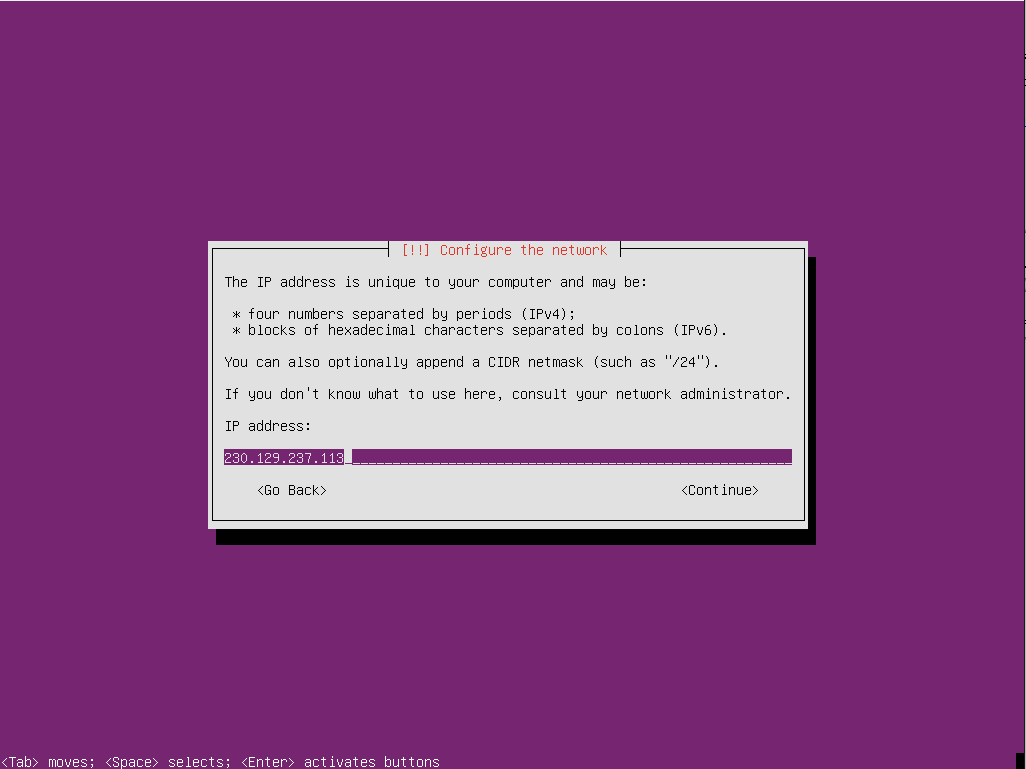 [!!] Configure the network
The IP address is unique to your computer and may be:
* four numbers separated by periods (IPv4);
* blocks of hexadecimal characters separated by colons (IPv6).
You can also optionally append a CIDR netmask (such as "/24").
If you don't know what to use here, consult your network administrator.
IP address:
230.129.237.113
<Go Back> <Continue>
<Tab> moves; <Space> selects; <Enter> activates buttons